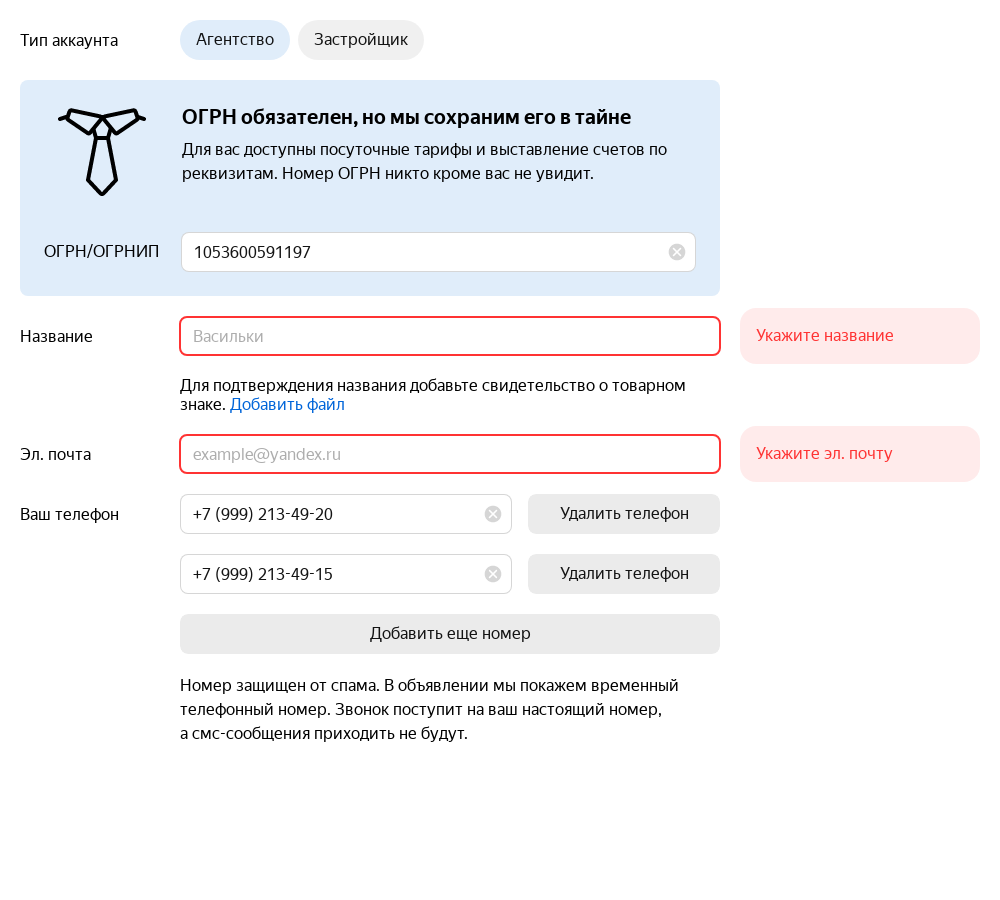 Тип аккаунта
Агентство
Застройщик
ОГРН обязателен, но мы сохраним его в тайне
Для вас доступны посуточные тарифы и выставление счетов по
реквизитам. Номер ОГРН никто кроме вас не увидит.
ОГРН/ОГРНИП
1053600591197
Название
Васильки
Укажите название
Для подтверждения названия добавьте свидетельство о товарном
знаке. Добавить файл
Эл. почта
example@yandex.ru
Укажите эл. почту
Ваш телефон
+7 (999) 213-49-20
Удалить телефон
+7 (999) 213-49-15
Удалить телефон
Добавить еще номер
Номер защищен от спама. В объявлении мы покажем временный
телефонный номер. Звонок поступит на ваш настоящий номер,
а смс-сообщения приходить не будут.